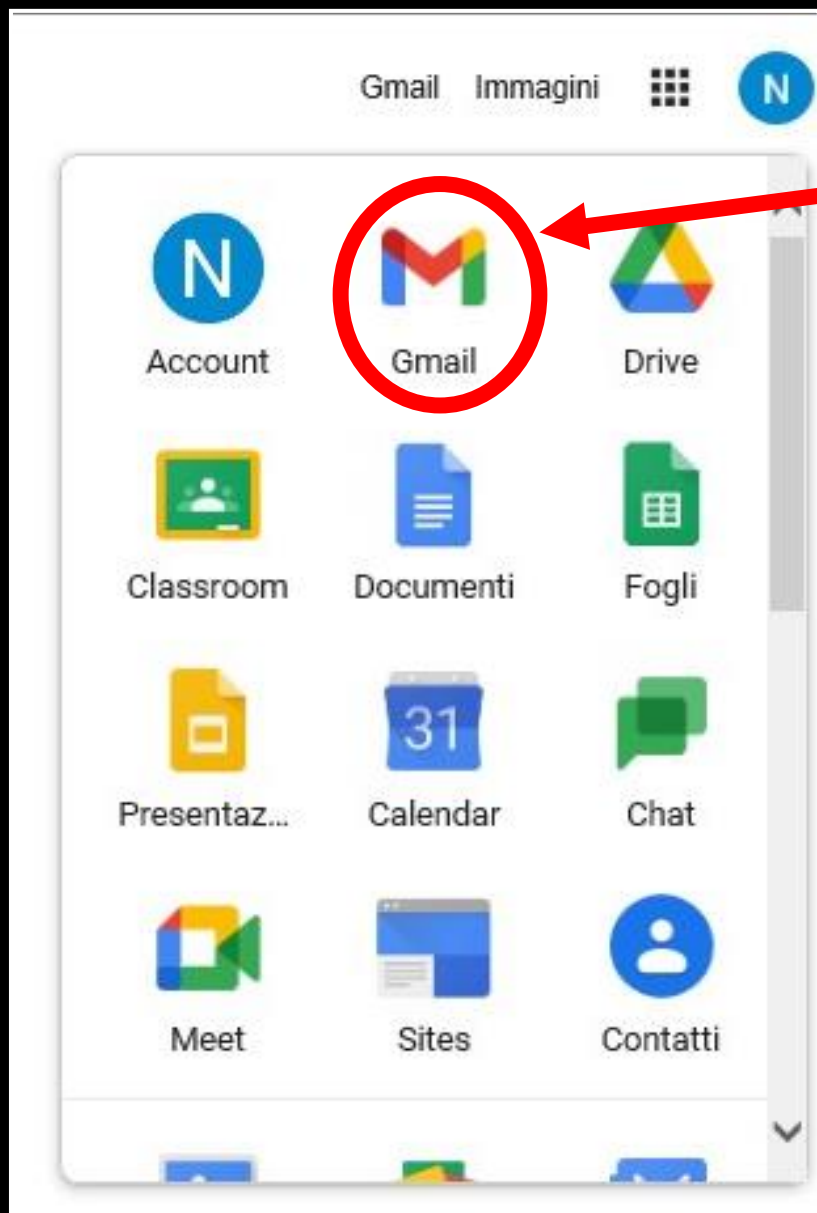 Gmail Immagini N
N
Account Gmail Drive
Classroom Documenti Fogli
31
Presentaz... Calendar Chat
Meet Sites Contatti